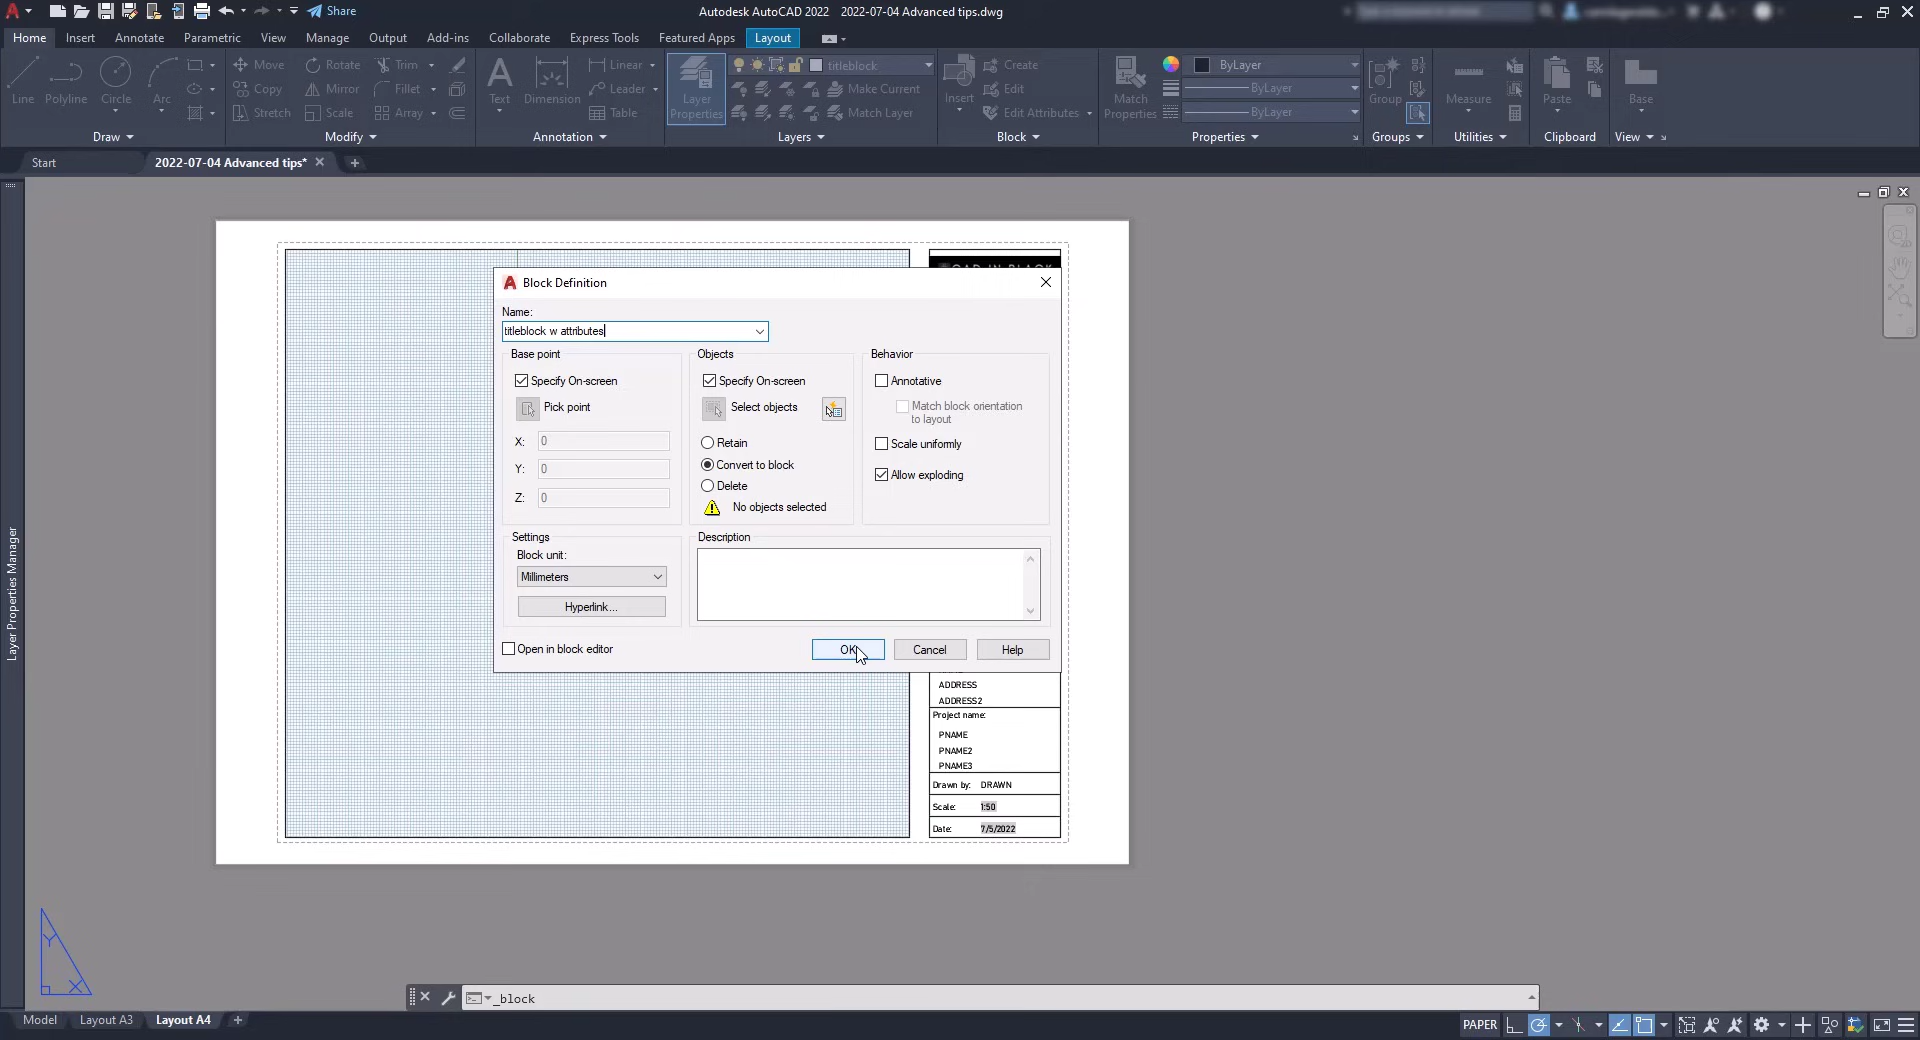 Share
Autodesk AutoCAD 2022 2022-07-04 Advanced tips.dwg
Home Insert Annotate Parametric View Manage Output Add-ins Collaborate Express Tools Featured Apps Layout
Line Polyline Circle Arc
Move Rotate Trim
Copy Mirror Fillet
Stretch Scale Array
Text Dimension
Linear
Leader
Table
Layer Properties
titleblock
Make Current
Match Layer
Insert
Create
Edit
Edit Attributes
Match Properties
ByLayer
ByLayer
ByLayer
Group Measure Paste Base
Draw Modify Annotation Layers Block Properties Groups Utilities Clipboard View
Start 2022-07-04 Advanced tips*
Layer Properties Manager
CAD IN BLACK
Block Definition
Name:
titleblock w attributes
Base point
Specify On-screen
Pick point
X: 0
Y: 0
Z: 0
Objects
Specify On-screen
Select objects
Retain
Convert to block
Delete
No objects selected
Behavior
Annotative
Match block orientation
to layout
Scale uniformly
Allow exploding
Settings
Block unit:
Millimeters
Hyperlink...
Description
Open in block editor
OK Cancel Help
ADDRESS
ADDRESS2
Project name:
PNAME
PNAME2
PNAME3
Drawn by: DRAWN
Scale: 1:50
Date: 7/5/2022
Y
X
_block
Model Layout A3 Layout A4
PAPER